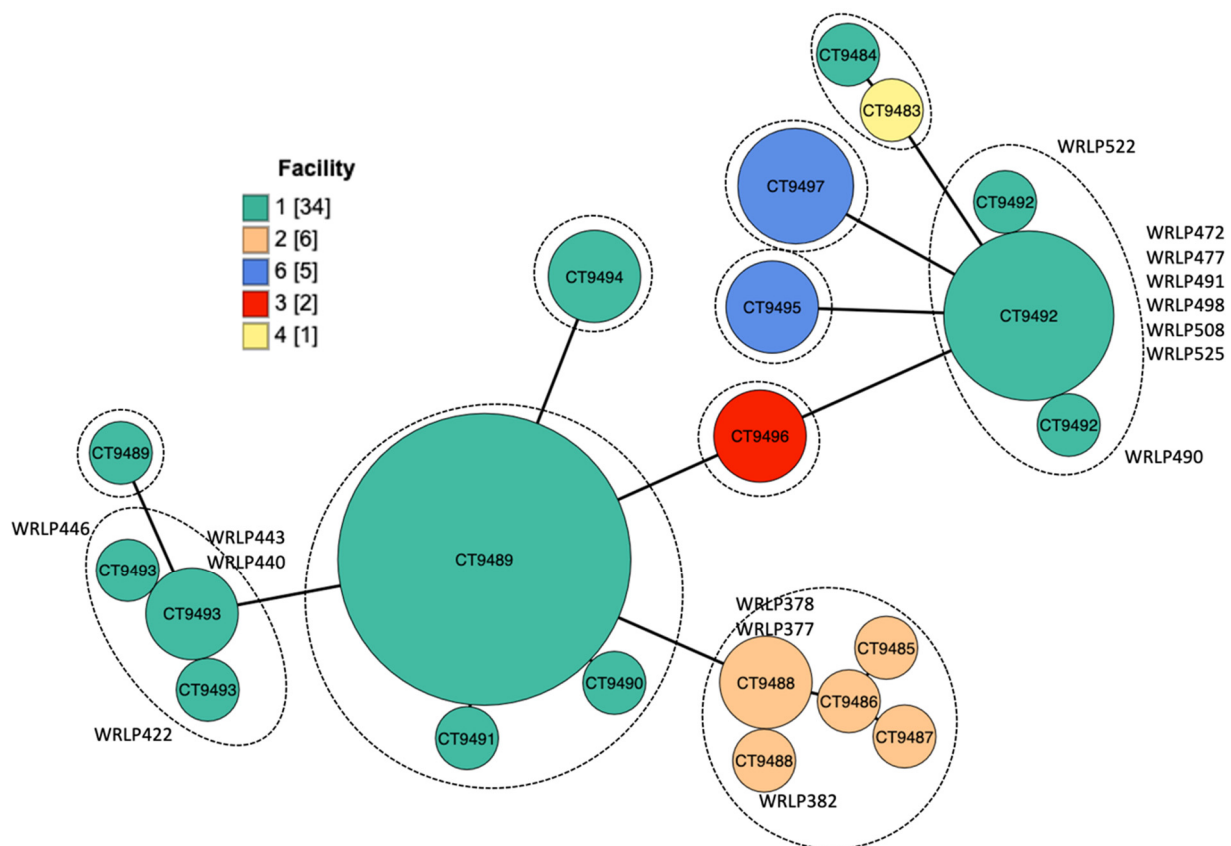 CT9484
CT9483
WRLP522
Facility
1 [34]
2 [6]
6 [5]
3 [2]
4 [1]
CT9497
CT9492
WRLP472
WRLP477
WRLP491
WRLP498
WRLP508
WRLP525
CT9494
CT9495
CT9492
CT9496
CT9492
WRLP490
CT9489
WRLP446
WRLP443
WRLP440
CT9493
CT9493
CT9493
WRLP422
CT9489
CT9490
CT9491
WRLP378
WRLP377
CT9485
CT9488
CT9486
CT9487
CT9488
WRLP382